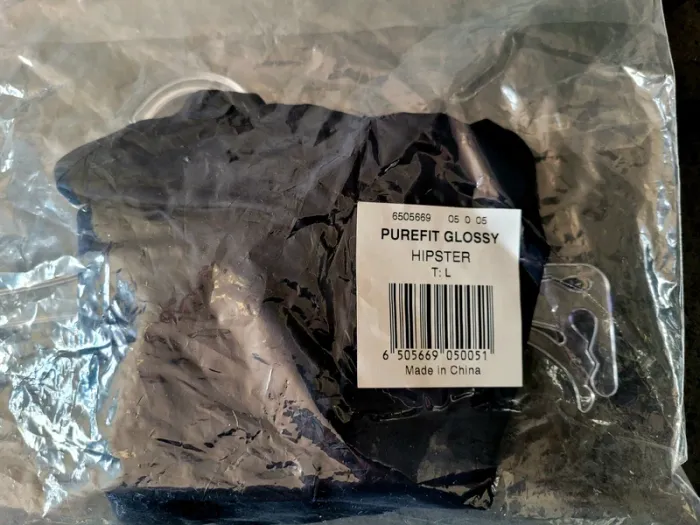 6505669 05 0 05
PUREFIT GLOSSY
HIPSTER
T: L
6 505669 050051
Made in China